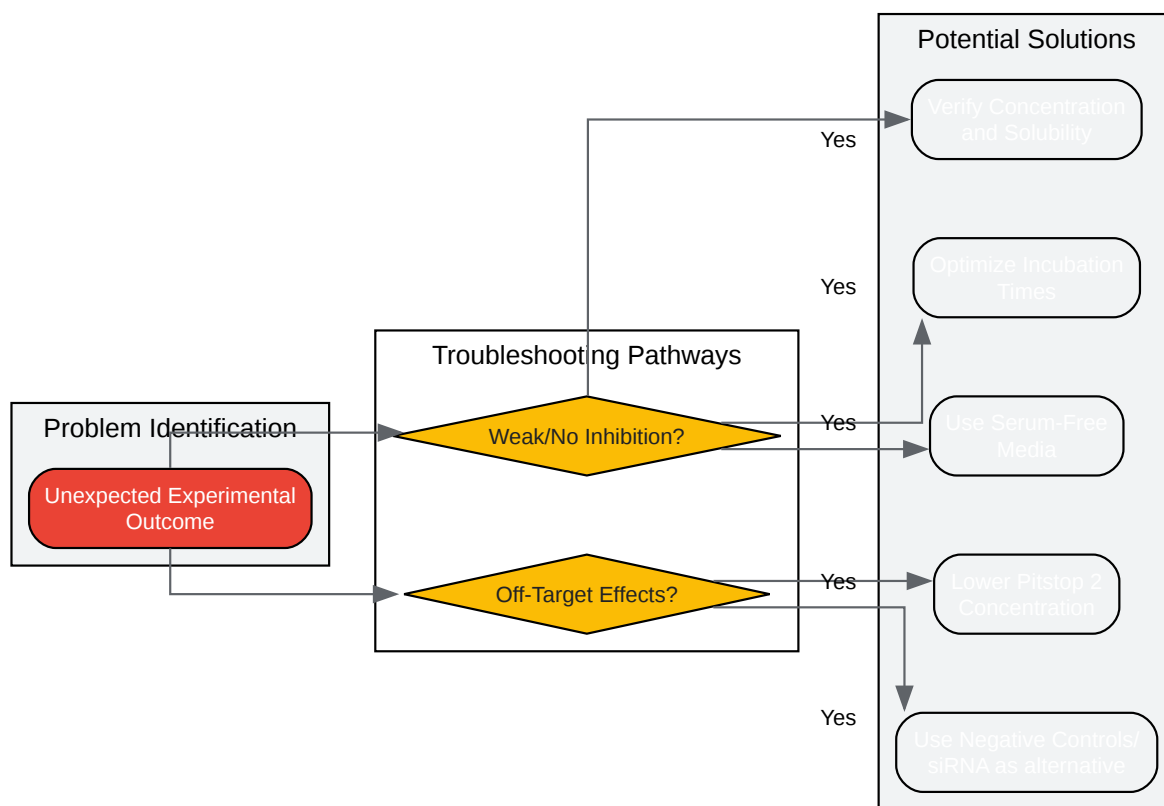 Potential Solutions
Verify Concentration
and Solubility
Yes
Optimize Incubation
Times
Yes
Troubleshooting Pathways
Problem Identification
Weak/No Inhibition?
Yes
Use Serum-Free
Media
Unexpected Experimental
Outcome
Off-Target Effects?
Yes
Lower Pitstop 2
Concentration
Yes
Use Negative Controls/
siRNA as alternative